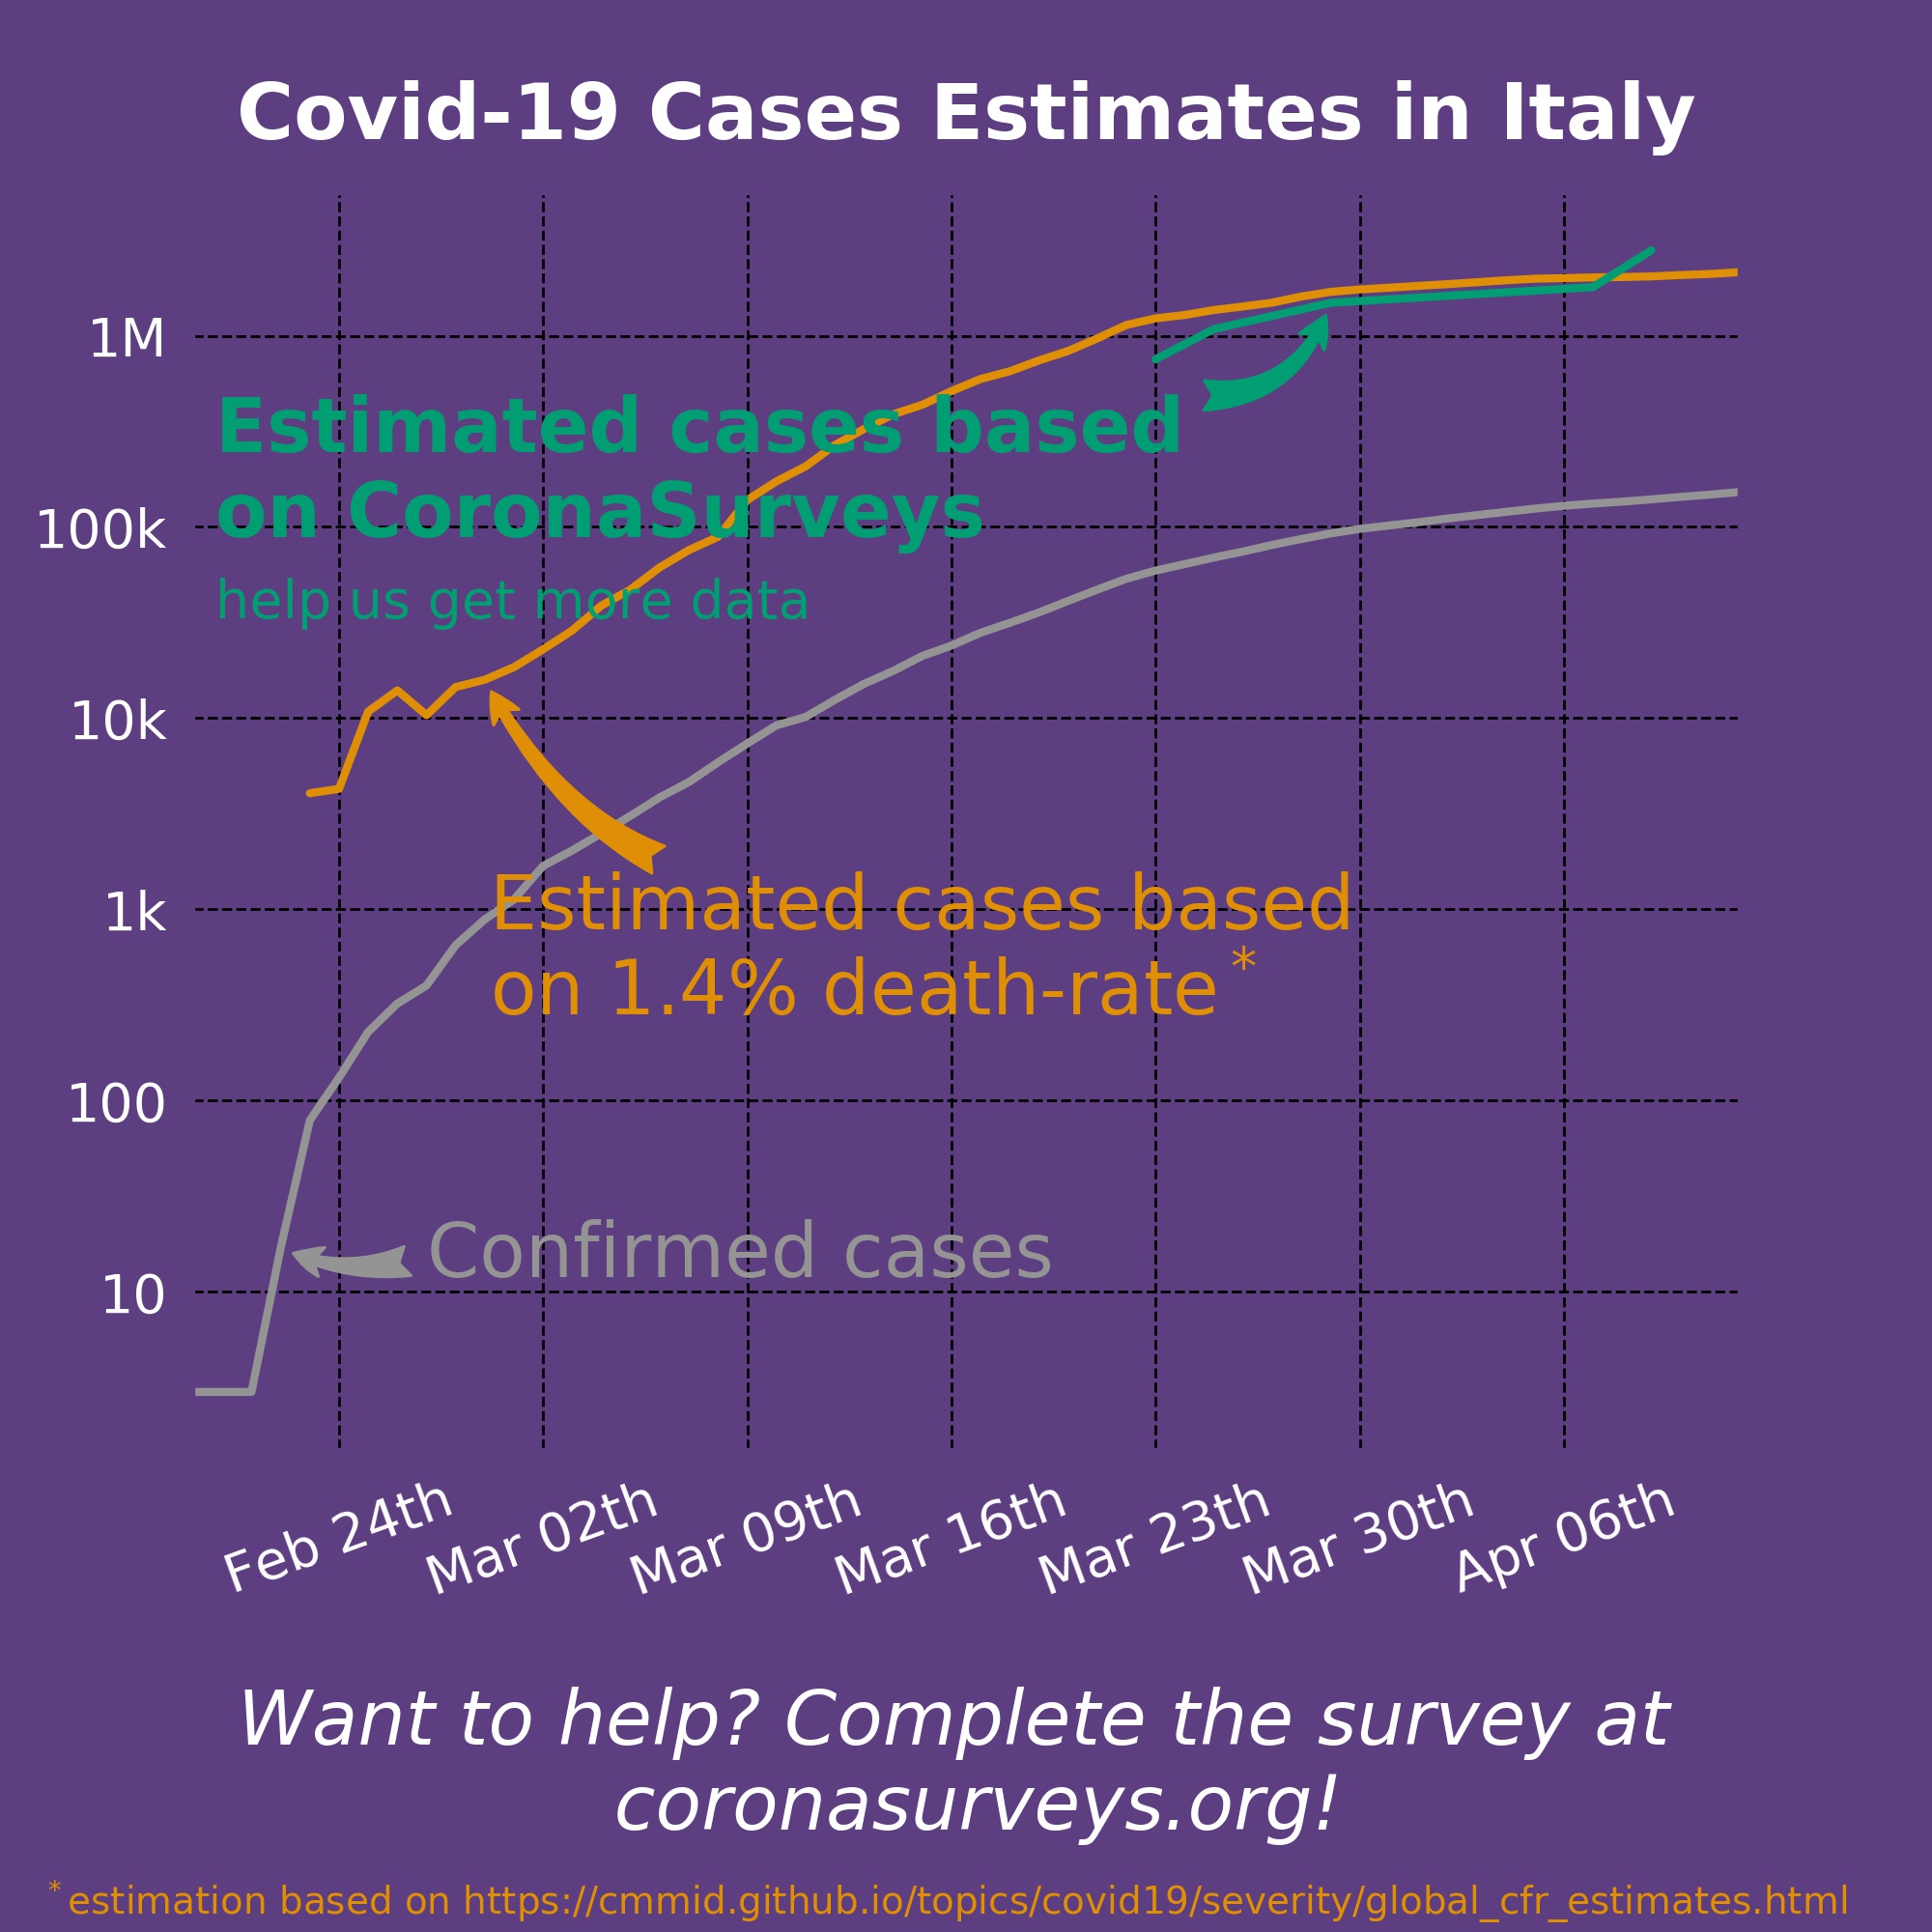 Covid-19 Cases Estimates in Italy
1M
Estimated cases based
on CoronaSurveys
100k
help us get more data
10k
1k
Estimated cases based
on 1.4% death-rate*
100
Confirmed cases
10
Feb 24th
Mar 02th
Mar 09th
Mar 16th
Mar 23th
Mar 30th
Apr 06th
Want to help? Complete the survey at
coronasurveys.org!
*estimation based on https://cmmid.github.io/topics/covid19/severity/global_cfr_estimates.html